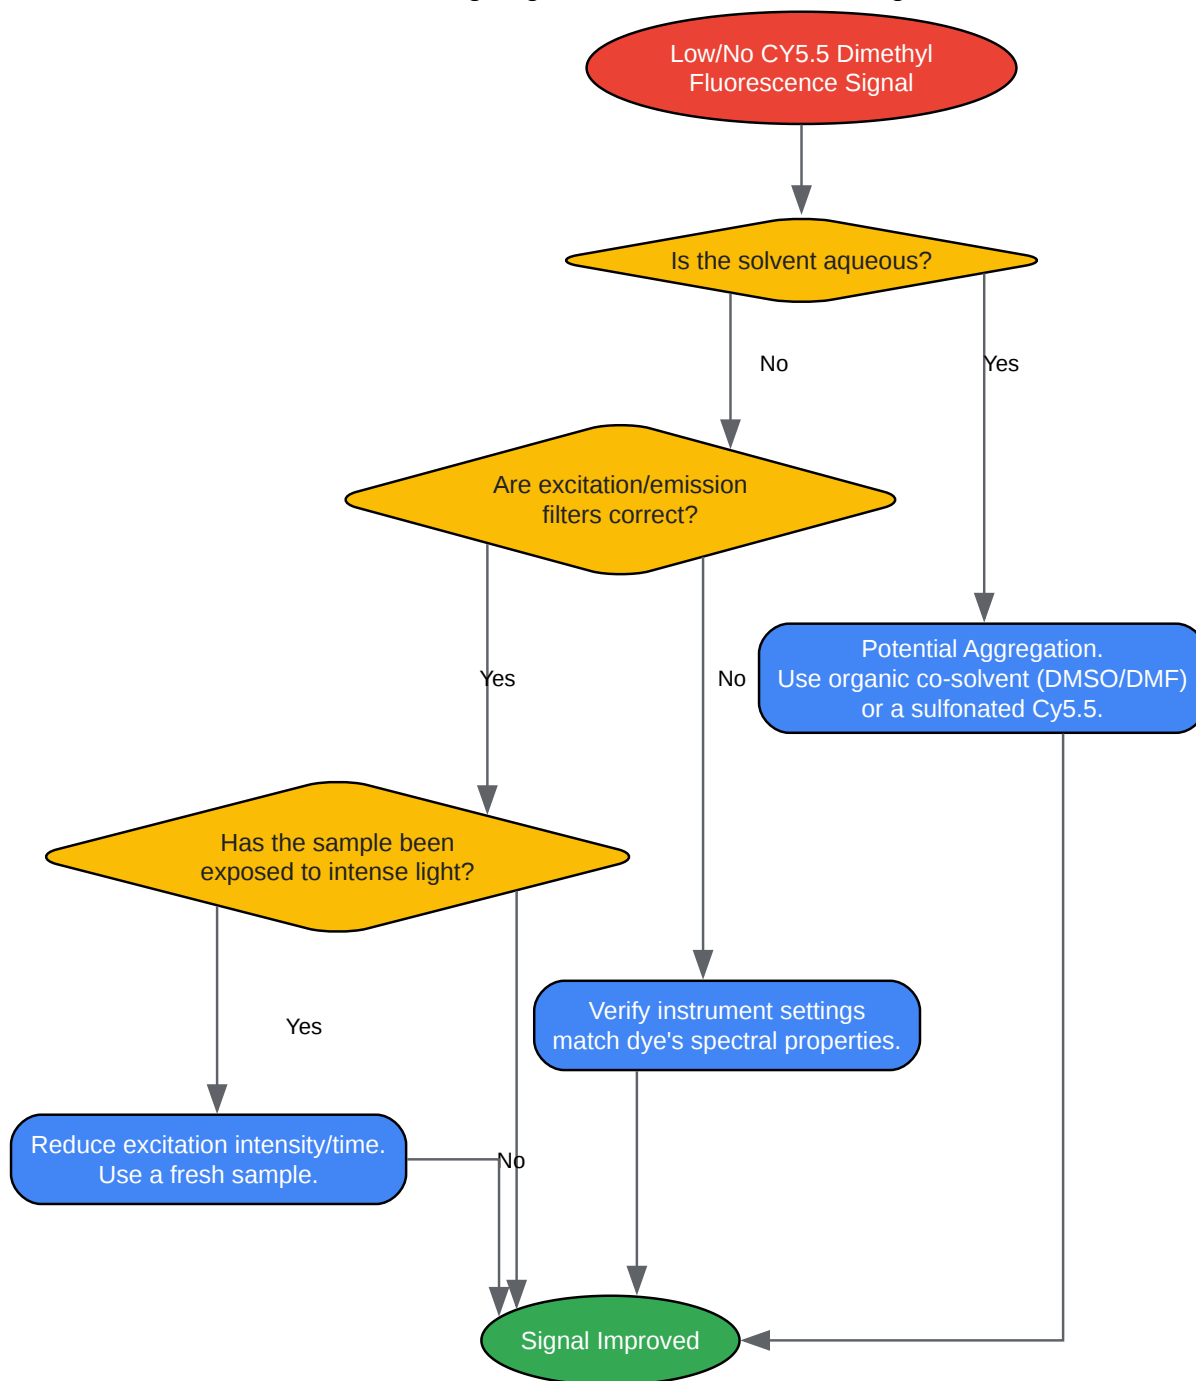 Low/No CY5.5 Dimethyl
Fluorescence Signal
Is the solvent aqueous?
No
Yes
Are excitation/emission
filters correct?
Potential Aggregation.
Use organic co-solvent (DMSO/DMF)
or a sulfonated Cy5.5.
Yes
No
Has the sample been
exposed to intense light?
Verify instrument settings
match dye's spectral properties.
Yes
Reduce excitation intensity/time.
Use a fresh sample.
No
Signal Improved